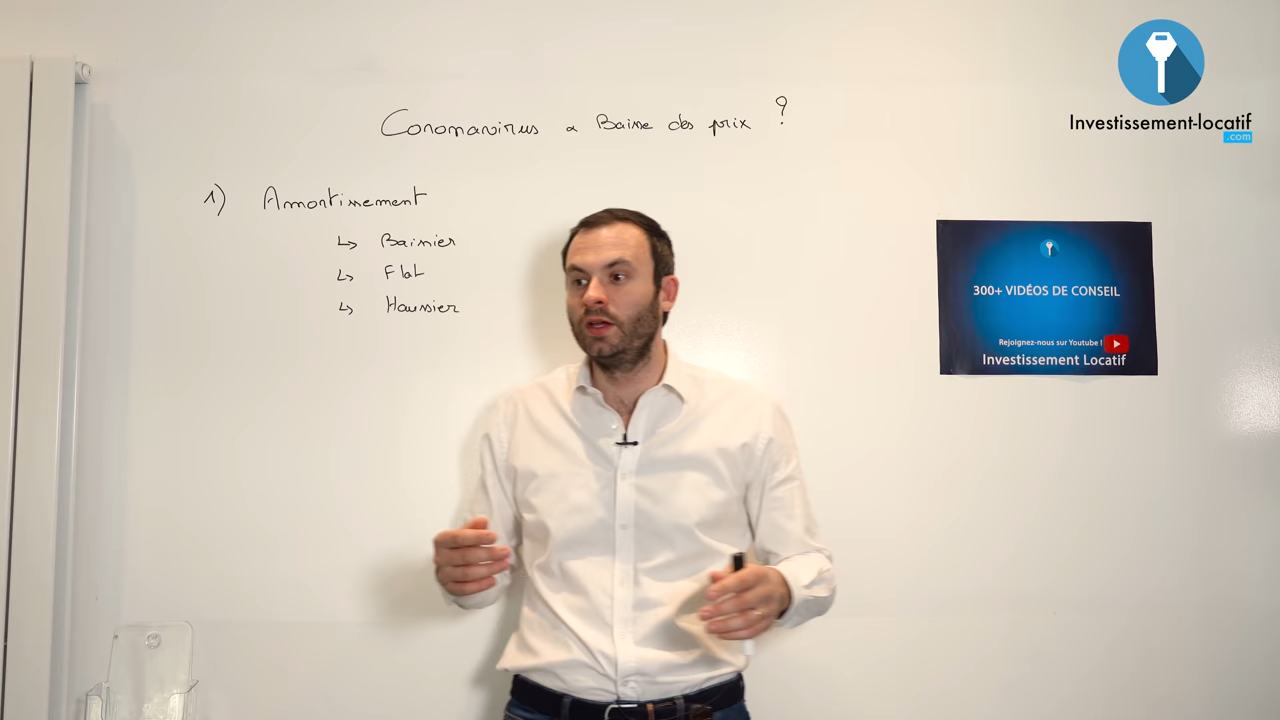 Coronavirus & Baisse des prix ?
1) Amortissement
↳ Baissier
↳ Flat
↳ Haussier
Investissement-locatif
.com
300+ VIDÉOS DE CONSEIL
Rejoignez-nous sur Youtube !
Investissement Locatif